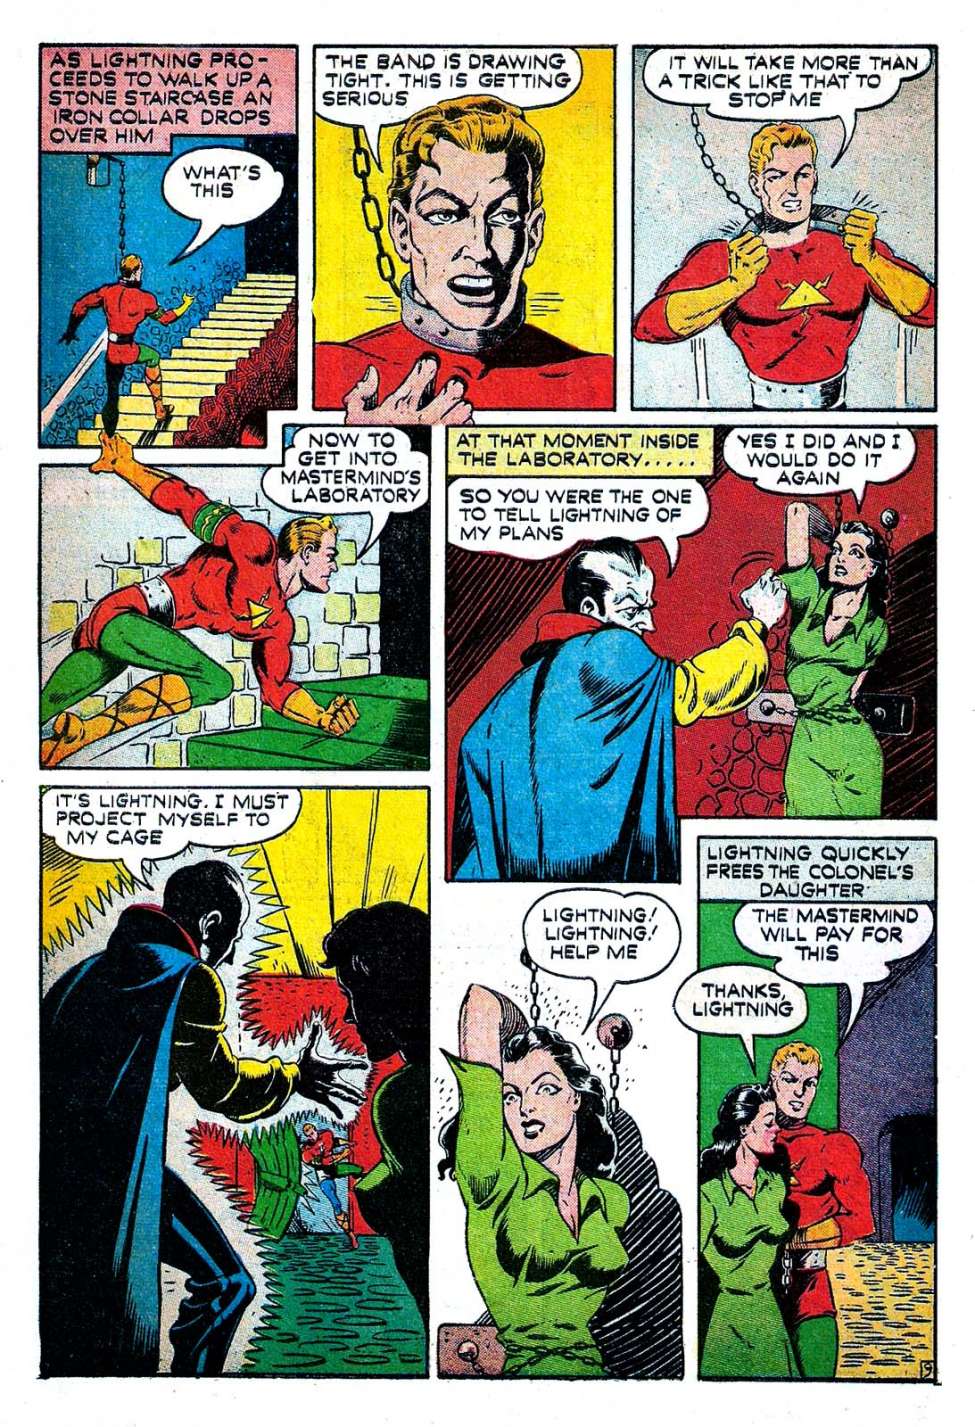 AS LIGHTNING PRO-
CEEDS TO WALK UP A
STONE STAIRCASE AN
IRON COLLAR DROPS
OVER HIM
WHAT'S
THIS
THE BAND IS DRAWING
TIGHT. THIS IS GETTING
SERIOUS
IT WILL TAKE MORE THAN
A TRICK LIKE THAT TO
STOP ME
NOW TO
GET INTO
MASTERMIND'S
LABORATORY
AT THAT MOMENT INSIDE
THE LABORATORY.....
SO YOU WERE THE ONE
TO TELL LIGHTNING OF
MY PLANS
YES I DID AND I
WOULD DO IT
AGAIN
IT'S LIGHTNING. I MUST
PROJECT MYSELF TO
MY CAGE
LIGHTNING!
LIGHTNING!
HELP ME
LIGHTNING QUICKLY
FREES THE COLONEL'S
DAUGHTER
THE MASTERMIND
WILL PAY FOR
THIS
THANKS,
LIGHTNING
9